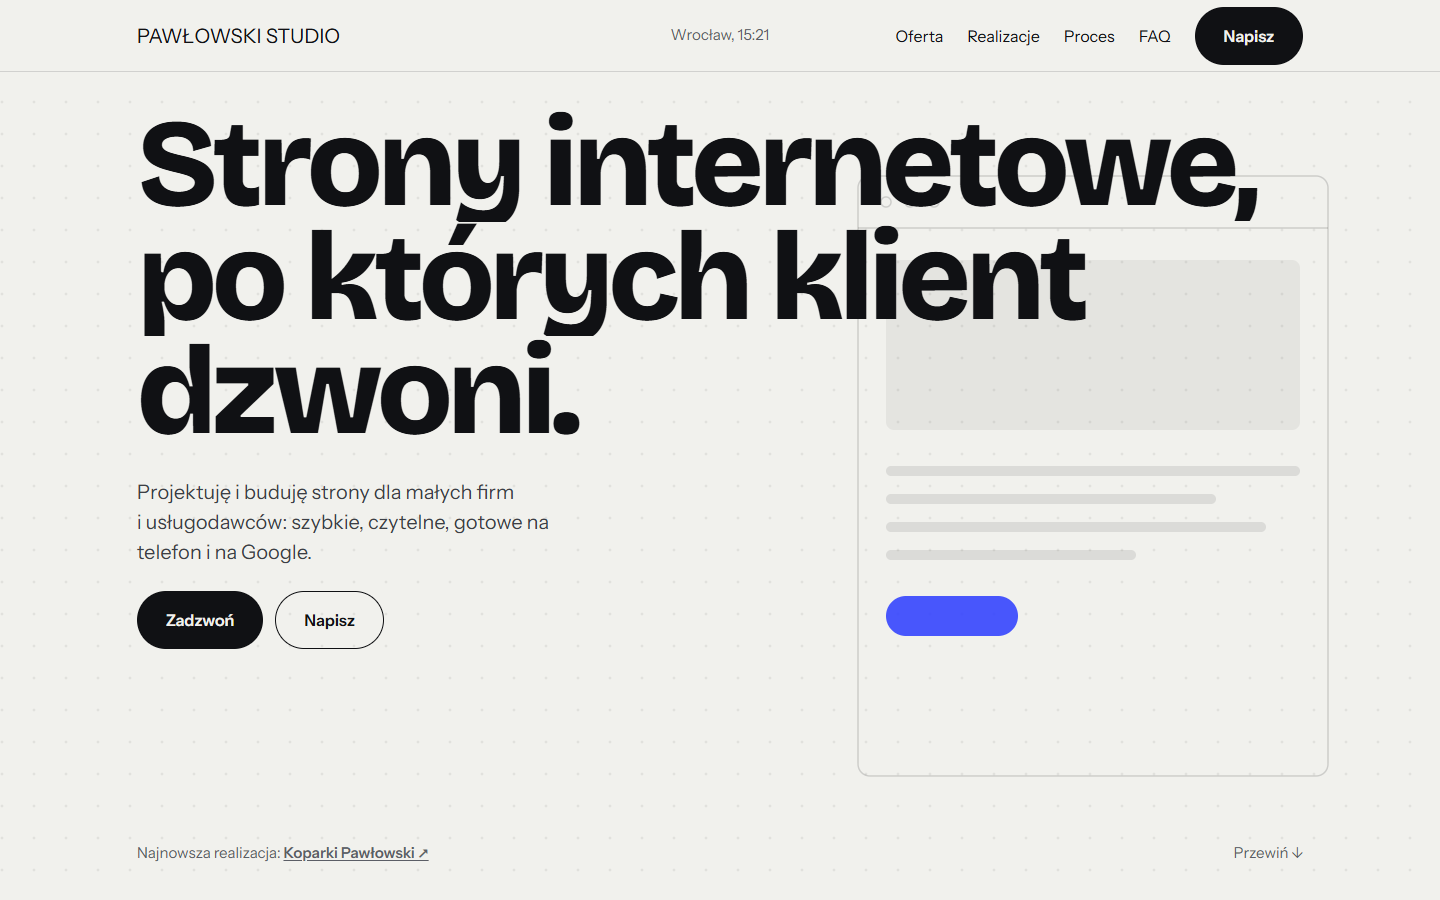 PAWŁOWSKI STUDIO
Wrocław, 15:21
Oferta
Realizacje
Proces
FAQ
Napisz
Strony internetowe,
po których klient
dzwoni.
Projektuję i buduję strony dla małych firm
i usługodawców: szybkie, czytelne, gotowe na
telefon i na Google.
Zadzwoń
Napisz
Najnowsza realizacja: Koparki Pawłowski ↗
Przewiń ↓